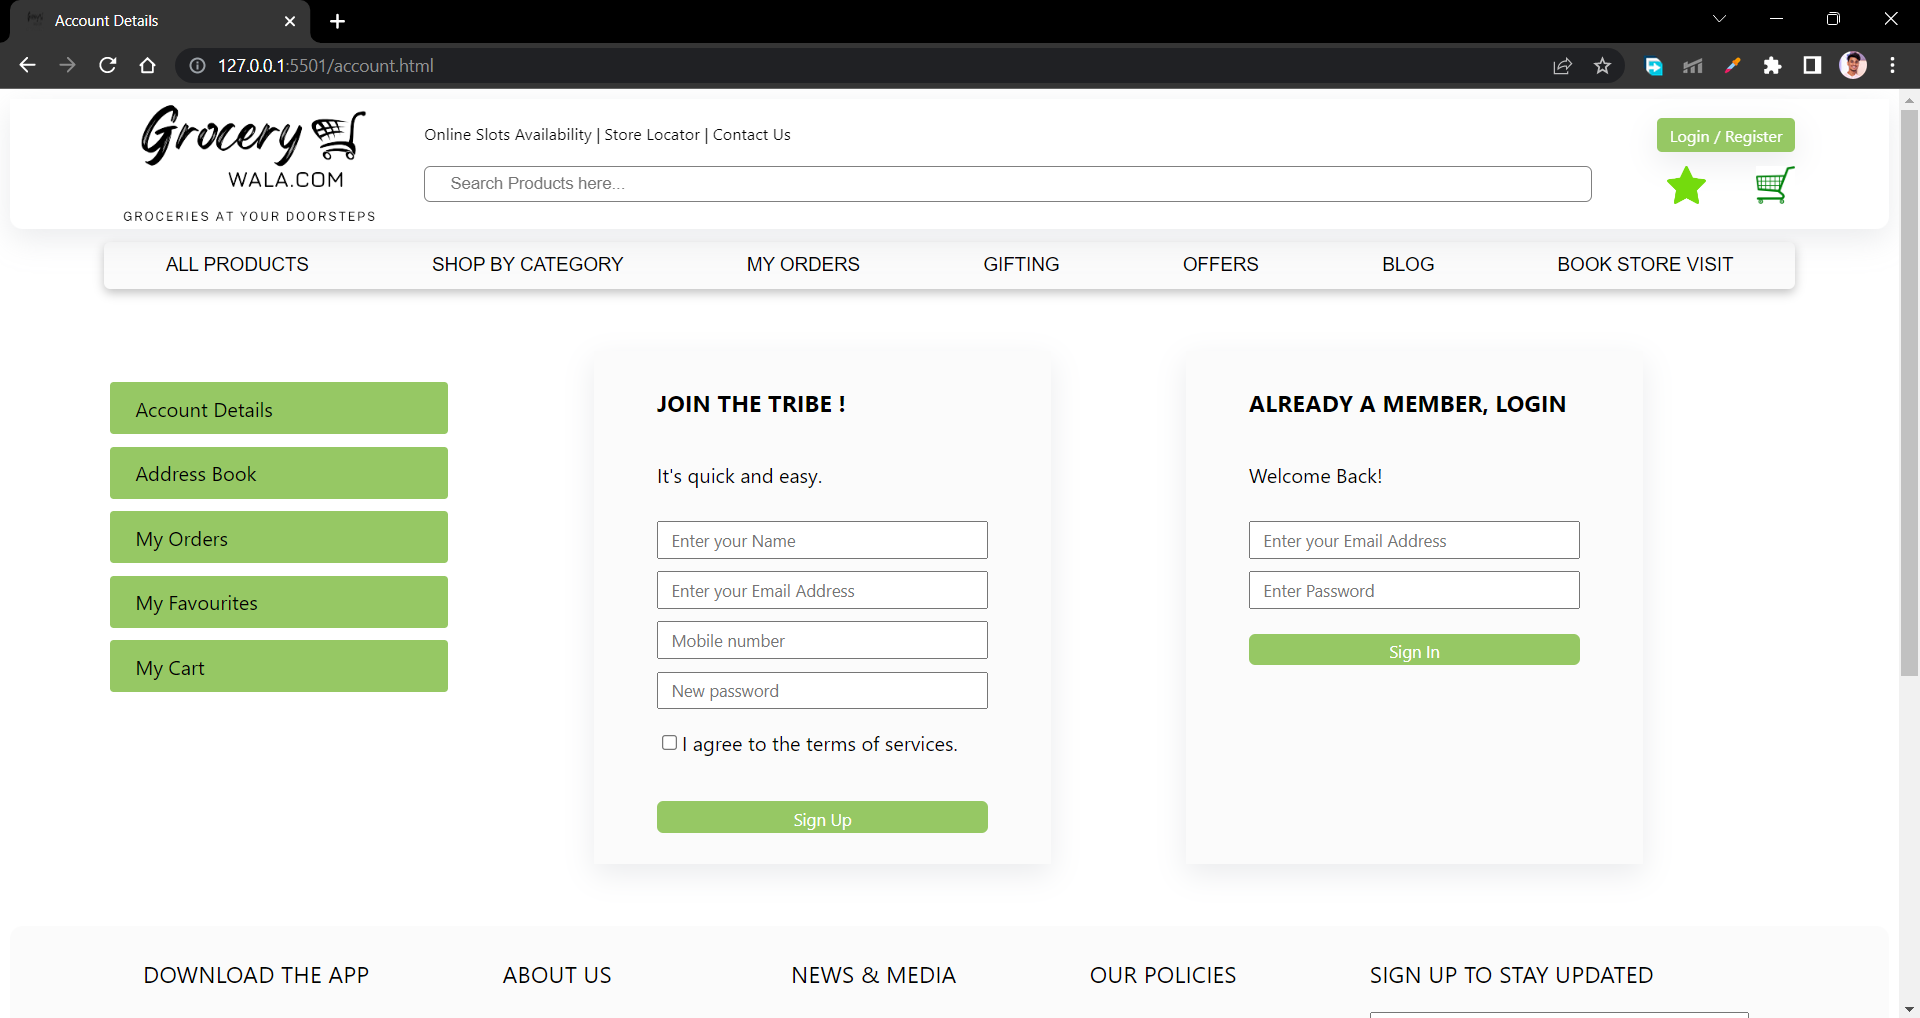 Account Details
127.0.0.1:5501/account.html
Grocery
WALA.COM
GROCERIES AT YOUR DOORSTEPS
Online Slots Availability | Store Locator | Contact Us
Login / Register
Search Products here...
ALL PRODUCTS SHOP BY CATEGORY MY ORDERS GIFTING OFFERS BLOG BOOK STORE VISIT
Account Details
Address Book
My Orders
My Favourites
My Cart
JOIN THE TRIBE !
It's quick and easy.
Enter your Name
Enter your Email Address
Mobile number
New password
I agree to the terms of services.
Sign Up
ALREADY A MEMBER, LOGIN
Welcome Back!
Enter your Email Address
Enter Password
Sign In
DOWNLOAD THE APP ABOUT US NEWS & MEDIA OUR POLICIES SIGN UP TO STAY UPDATED